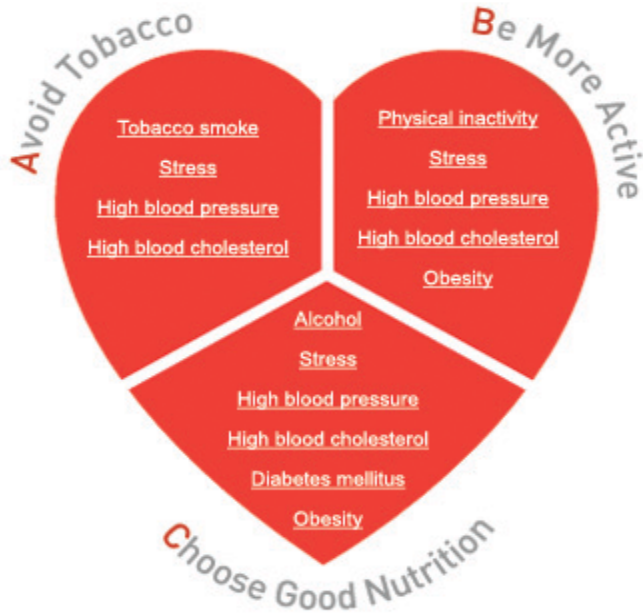 Avoid Tobacco
Tobacco smoke
Stress
High blood pressure
High blood cholesterol
Be More Active
Physical inactivity
Stress
High blood pressure
High blood cholesterol
Obesity
Alcohol
Stress
High blood pressure
High blood cholesterol
Diabetes mellitus
Obesity
Choose Good Nutrition